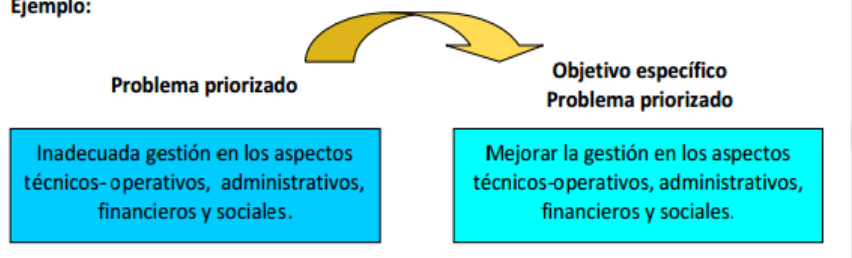 Ejemplo:
Problema priorizado
Objetivo específico
Problema priorizado
Inadecuada gestión en los aspectos
técnicos- operativos, administrativos,
financieros y sociales.
Mejorar la gestión en los aspectos
técnicos-operativos, administrativos,
financieros y sociales.